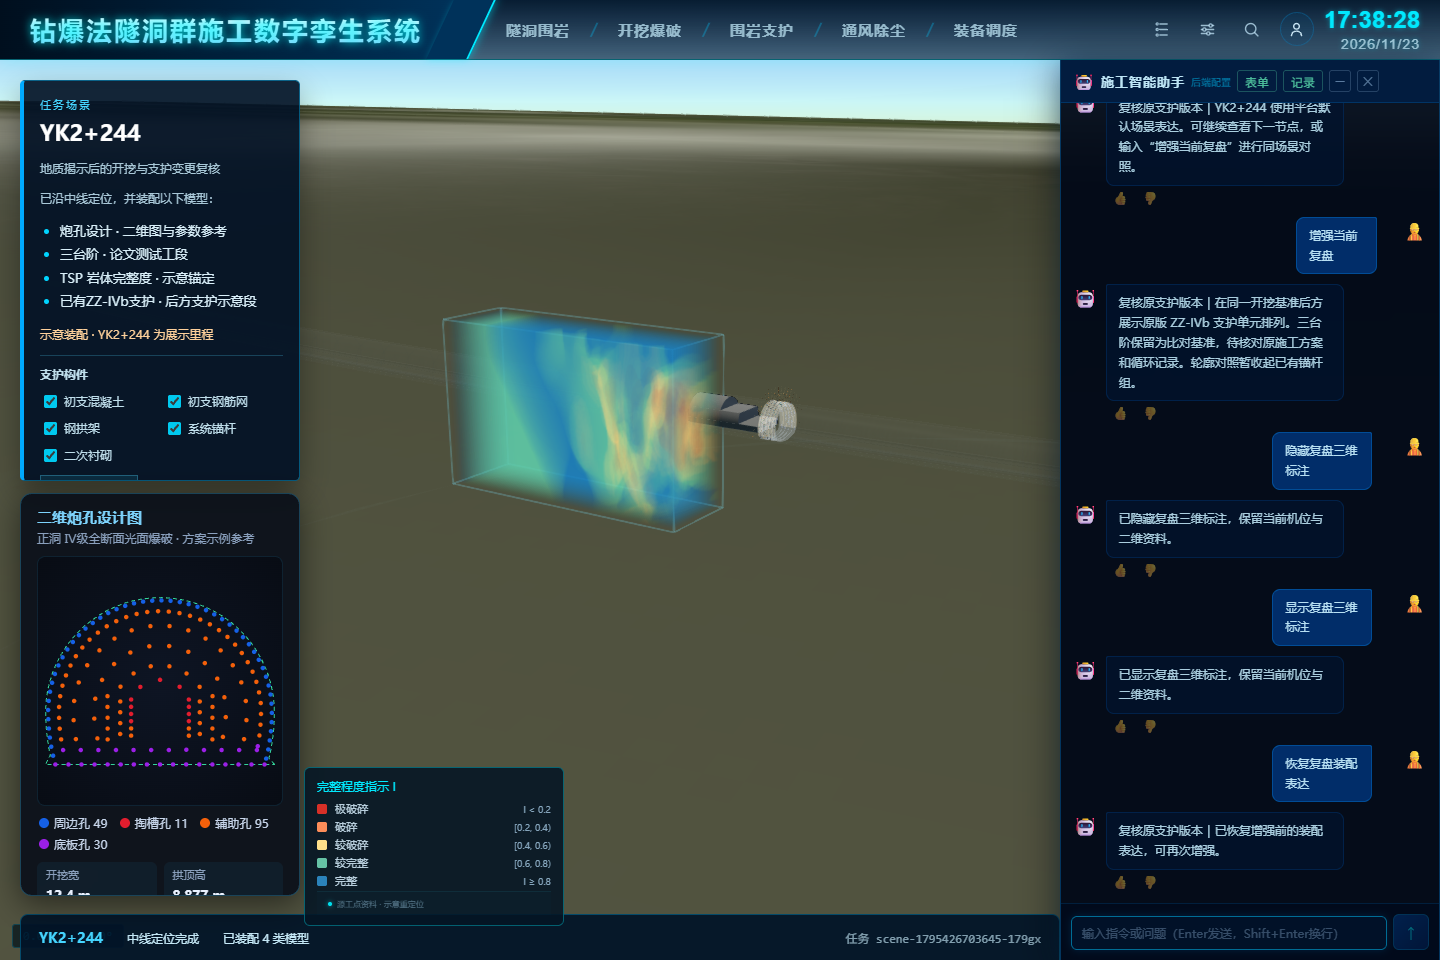 钻爆法隧洞群施工数字孪生系统
隧洞围岩 / 开挖爆破 / 围岩支护 / 通风除尘 / 装备调度
17:38:28
2026/11/23
任务场景
YK2+244
地质揭示后的开挖与支护变更复核
已沿中线定位，并装配以下模型：
炮孔设计 · 二维图与参数参考
三台阶 · 论文测试工段
TSP 岩体完整度 · 示意锚定
已有ZZ-IVb支护 · 后方支护示意段
示意装配 · YK2+244 为展示里程
支护构件
初支混凝土 初支钢筋网
钢拱架 系统锚杆
二次衬砌
二维炮孔设计图
正洞 IV级全断面光面爆破 · 方案示例参考
周边孔 49 掏槽孔 11 辅助孔 95
底板孔 30
开挖宽 拱顶高
完整程度指示 I
极破碎 I < 0.2
破碎 [0.2, 0.4)
较破碎 [0.4, 0.6)
较完整 [0.6, 0.8)
完整 I ≥ 0.8
源工点资料 · 示意重定位
YK2+244 中线定位完成 已装配 4 类模型
任务 scene-1795426703645-179gx
施工智能助手 后端配置 表单 记录
复核原支护版本 | YK2+244 使用平台默
认场景表达。可继续查看下一节点，或
输入“增强当前复盘”进行同场景对
照。
增强当前
复盘
复核原支护版本 | 在同一开挖基准后方
展示原版 ZZ-IVb 支护单元排列。三台
阶保留为比对基准，待核对原施工方案
和循环记录。轮廓对照暂收起已有锚杆
组。
隐藏复盘三维
标注
已隐藏复盘三维标注，保留当前机位与
二维资料。
显示复盘三维
标注
已显示复盘三维标注，保留当前机位与
二维资料。
恢复复盘装配
表达
复核原支护版本 | 已恢复增强前的装配
表达，可再次增强。
输入指令或问题（Enter发送，Shift+Enter换行）